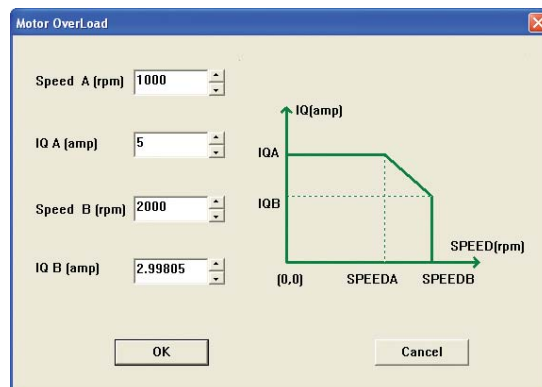 Motor OverLoad
Speed A (rpm) 1000
IQ A (amp) 5
Speed B (rpm) 2000
IQ B (amp) 2.99805
IQ(amp)
IQA
IQB
SPEED(rpm)
(0,0) SPEEDA SPEEDB
OK Cancel